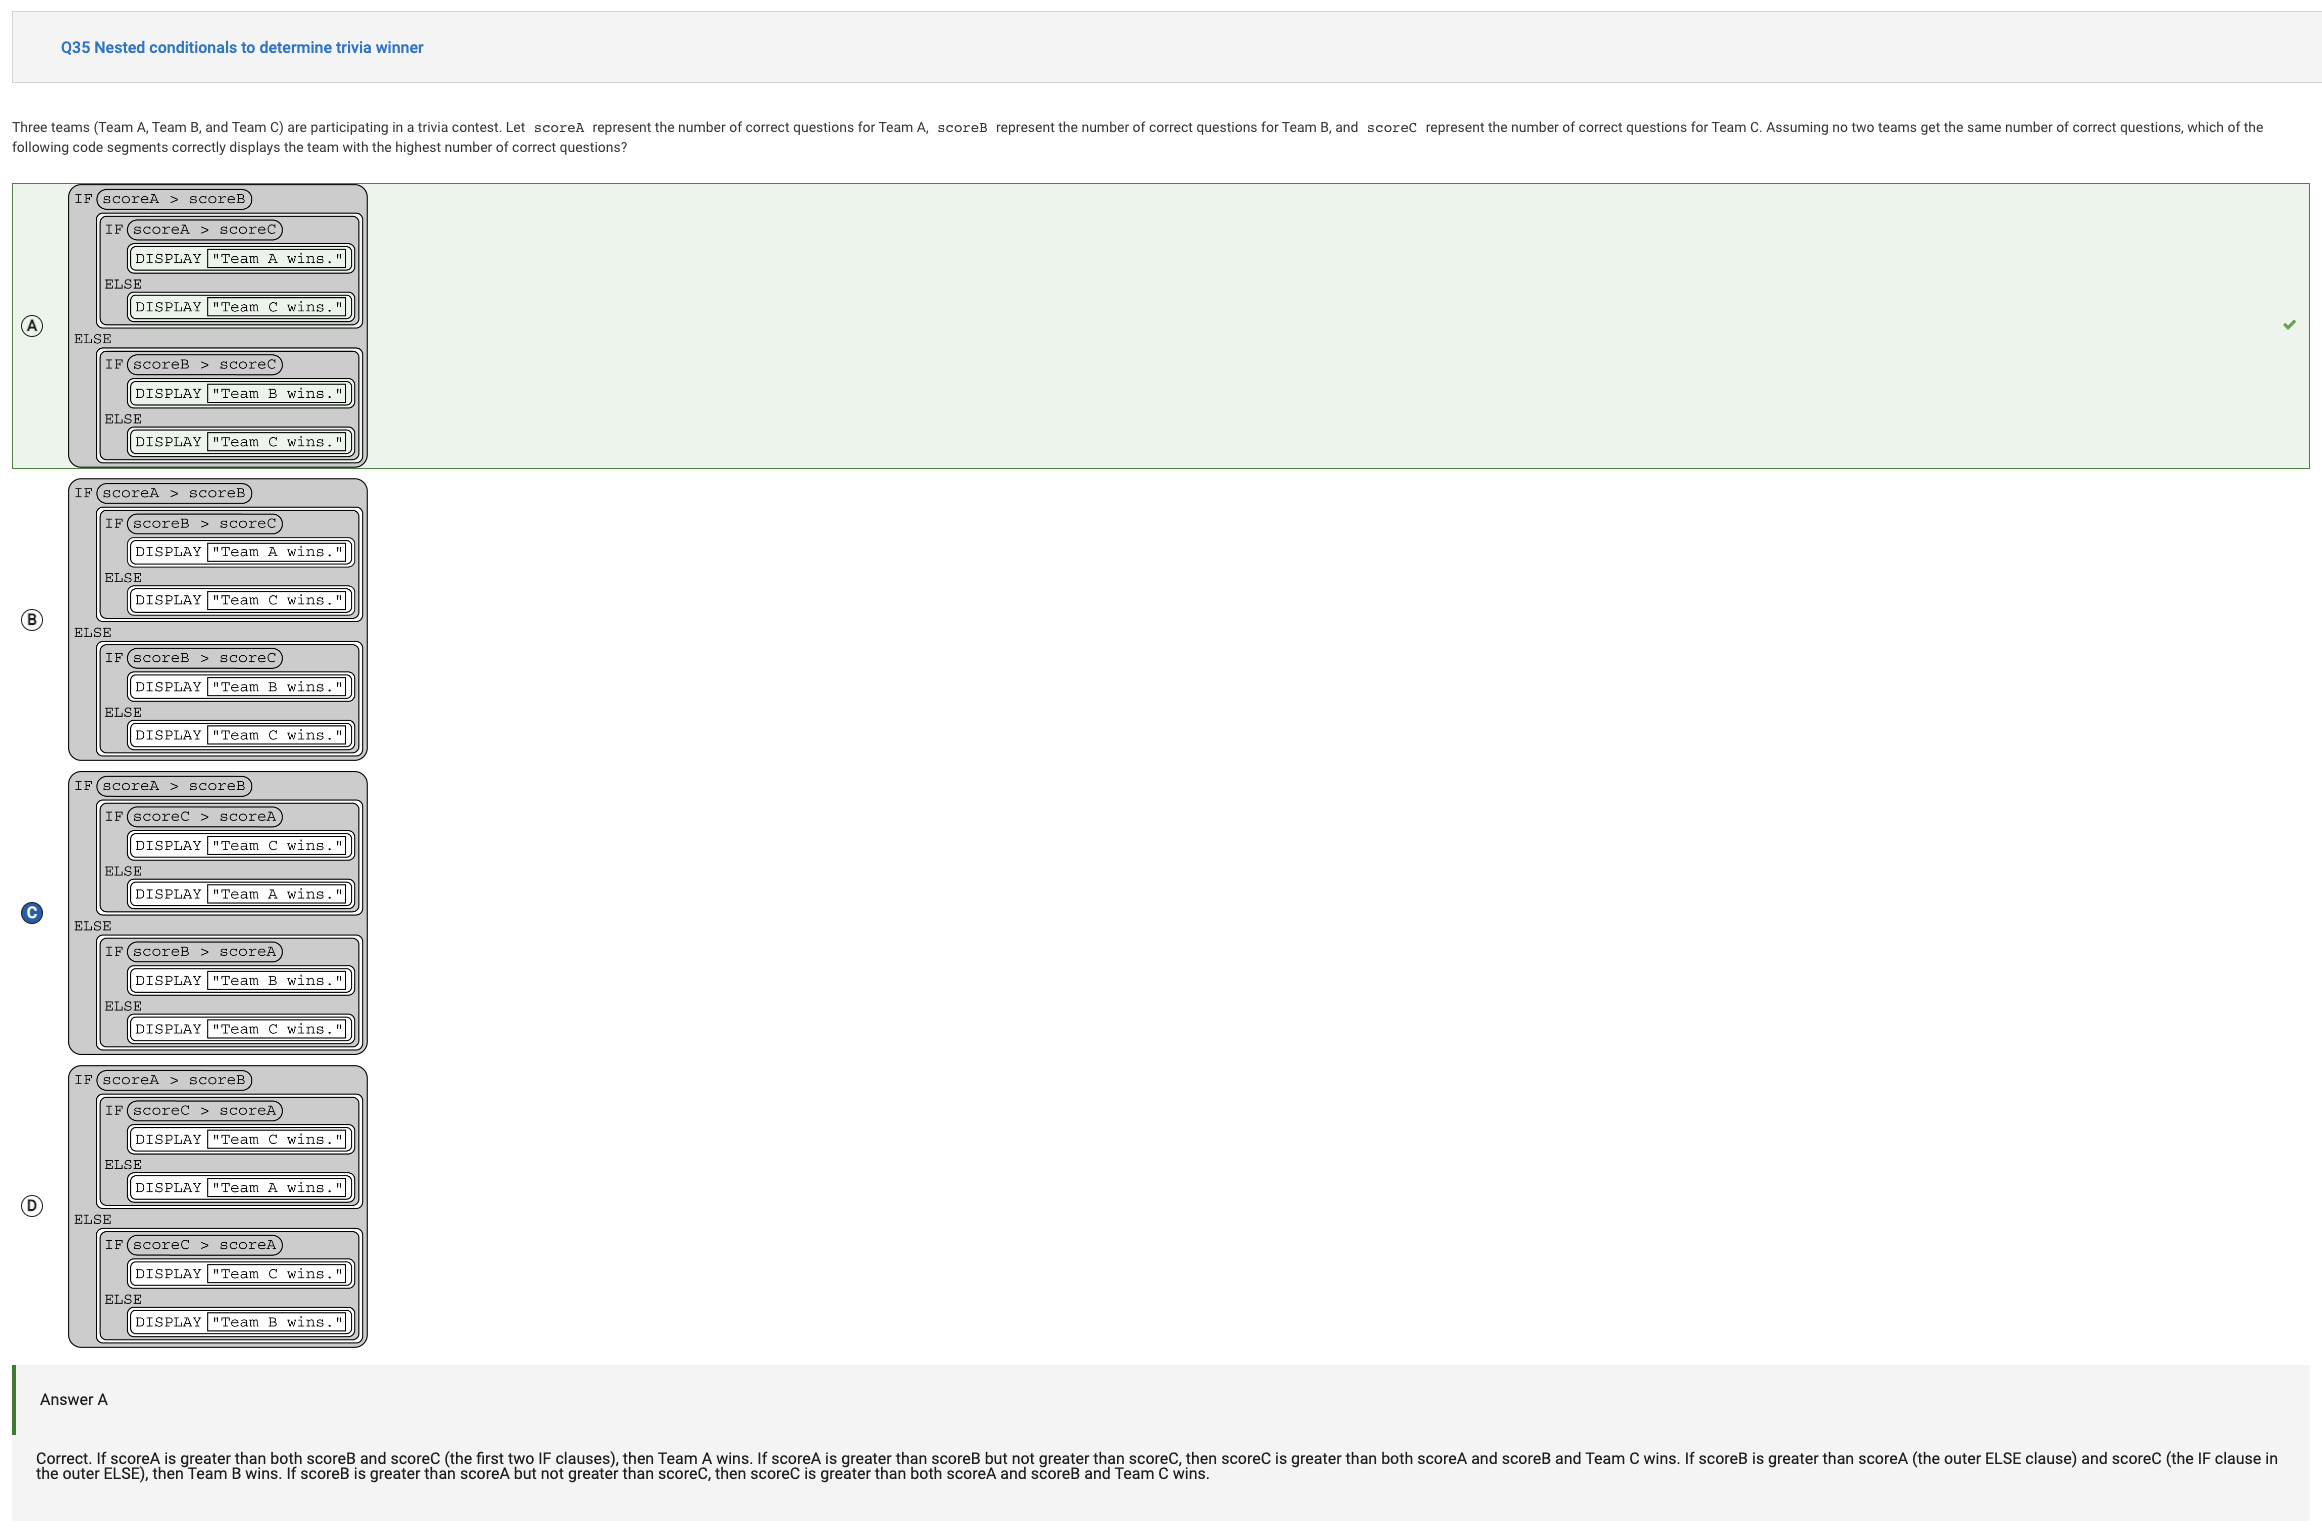 Q35 Nested conditionals to determine trivia winner
Three teams (Team A, Team B, and Team C) are participating in a trivia contest. Let scoreA represent the number of correct questions for Team A, scoreB represent the number of correct questions for Team B, and scoreC represent the number of correct questions for Team C. Assuming no two teams get the same number of correct questions, which of the
following code segments correctly displays the team with the highest number of correct questions?
A
IF scoreA > scoreB
IF scoreA > scoreC
DISPLAY "Team A wins."
ELSE
DISPLAY "Team C wins."
ELSE
IF scoreB > scoreC
DISPLAY "Team B wins."
ELSE
DISPLAY "Team C wins."
B
IF scoreA > scoreB
IF scoreB > scoreC
DISPLAY "Team A wins."
ELSE
DISPLAY "Team C wins."
ELSE
IF scoreB > scoreC
DISPLAY "Team B wins."
ELSE
DISPLAY "Team C wins."
C
IF scoreA > scoreB
IF scoreC > scoreA
DISPLAY "Team C wins."
ELSE
DISPLAY "Team A wins."
ELSE
IF scoreB > scoreA
DISPLAY "Team B wins."
ELSE
DISPLAY "Team C wins."
D
IF scoreA > scoreB
IF scoreC > scoreA
DISPLAY "Team C wins."
ELSE
DISPLAY "Team A wins."
ELSE
IF scoreC > scoreA
DISPLAY "Team C wins."
ELSE
DISPLAY "Team B wins."
Answer A
Correct. If scoreA is greater than both scoreB and scoreC (the first two IF clauses), then Team A wins. If scoreA is greater than scoreB but not greater than scoreC, then scoreC is greater than both scoreA and scoreB and Team C wins. If scoreB is greater than scoreA (the outer ELSE clause) and scoreC (the IF clause in
the outer ELSE), then Team B wins. If scoreB is greater than scoreA but not greater than scoreC, then scoreC is greater than both scoreA and scoreB and Team C wins.